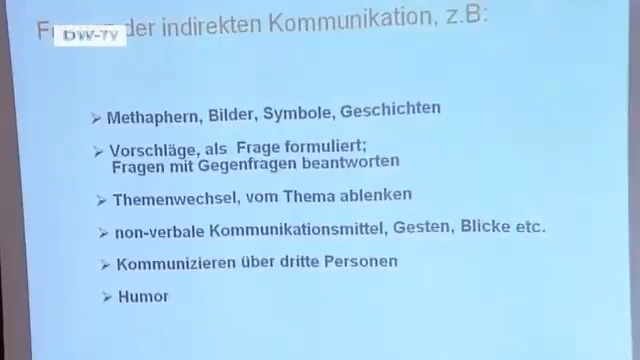 DW-TV
der indirekten Kommunikation, z.B:
Methaphern, Bilder, Symbole, Geschichten
Vorschläge, als Frage formuliert;
Fragen mit Gegenfragen beantworten
Themenwechsel, vom Thema ablenken
non-verbale Kommunikationsmittel, Gesten, Blicke etc.
Kommunizieren über dritte Personen
Humor